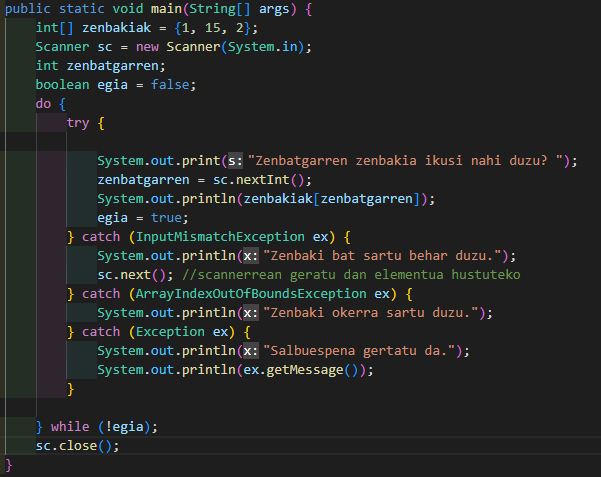 public static void main(String[] args) {
    int[] zenbakiak = {1, 15, 2};
    Scanner sc = new Scanner(System.in);
    int zenbatgarren;
    boolean egia = false;
    do {
        try {
            System.out.print(s: "Zenbatgarren zenbakia ikusi nahi duzu? ");
            zenbatgarren = sc.nextInt();
            System.out.println(zenbakiak[zenbatgarren]);
            egia = true;
        } catch (InputMismatchException ex) {
            System.out.println(x: "Zenbaki bat sartu behar duzu.");
            sc.next(); //scannerrean geratu dan elementua hustuteko
        } catch (ArrayIndexOutOfBoundsException ex) {
            System.out.println(x: "Zenbaki okerra sartu duzu.");
        } catch (Exception ex) {
            System.out.println(x: "Salbuespena gertatu da.");
            System.out.println(ex.getMessage());
        }
    } while (!egia);
    sc.close();
}